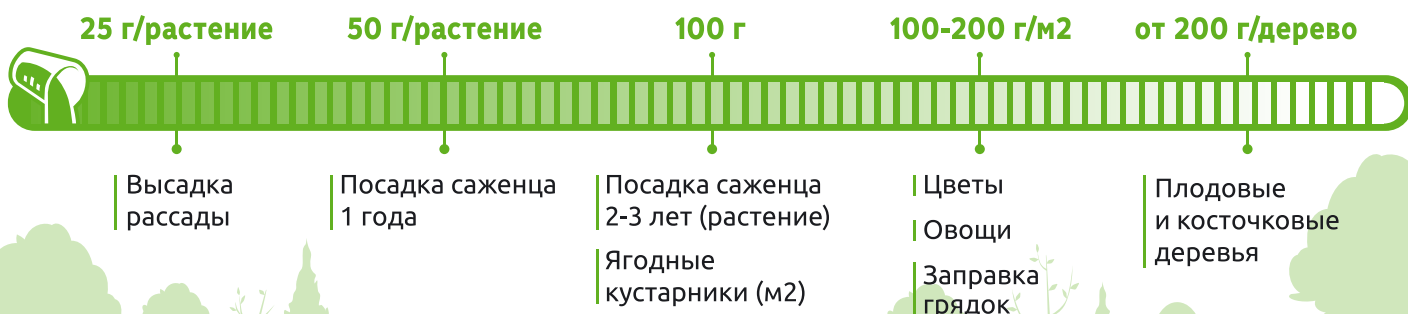 25 г/растение
50 г/растение
100 г
100-200 г/м2
от 200 г/дерево
Высадка
рассады
Посадка саженца
1 года
Посадка саженца
2-3 лет (растение)
Ягодные
кустарники (м2)
Цветы
Овощи
Заправка
грядок
Плодовые
и косточковые
деревья